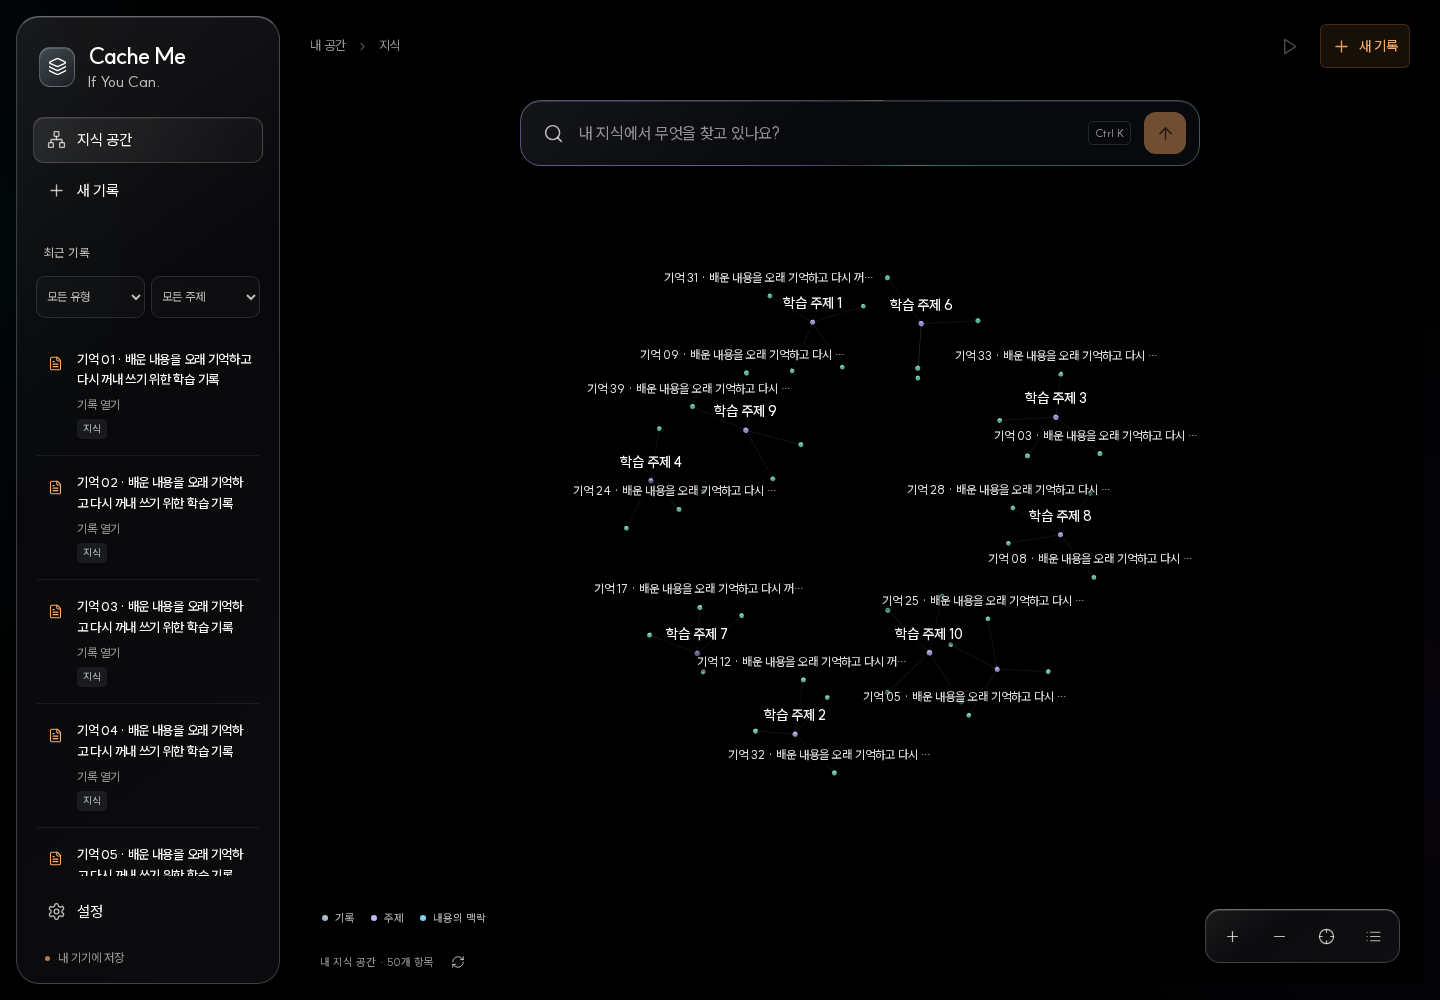 Cache Me
If You Can.
지식 공간
새 기록
최근 기록
모든 유형
모든 주제
기억 01 · 배운 내용을 오래 기억하고
다시 꺼내 쓰기 위한 학습 기록
기록 열기
지식
기억 02 · 배운 내용을 오래 기억하
고 다시 꺼내 쓰기 위한 학습 기록
기록 열기
지식
기억 03 · 배운 내용을 오래 기억하
고 다시 꺼내 쓰기 위한 학습 기록
기록 열기
지식
기억 04 · 배운 내용을 오래 기억하
고 다시 꺼내 쓰기 위한 학습 기록
기록 열기
지식
기억 05 · 배운 내용을 오래 기억하
고 다시 꺼내 쓰기 위한 학습 기록
설정
내 기기에 저장
내 공간 > 지식
새 기록
내 지식에서 무엇을 찾고 있나요?
Ctrl K
기억 31 · 배운 내용을 오래 기억하고 다시 꺼…
학습 주제 1
학습 주제 6
기억 09 · 배운 내용을 오래 기억하고 다시 …
기억 33 · 배운 내용을 오래 기억하고 다시 …
기억 39 · 배운 내용을 오래 기억하고 다시 …
학습 주제 3
학습 주제 9
기억 03 · 배운 내용을 오래 기억하고 다시 …
학습 주제 4
기억 24 · 배운 내용을 오래 기억하고 다시 …
기억 28 · 배운 내용을 오래 기억하고 다시 …
학습 주제 8
기억 08 · 배운 내용을 오래 기억하고 다시 …
기억 17 · 배운 내용을 오래 기억하고 다시 꺼…
기억 25 · 배운 내용을 오래 기억하고 다시 …
학습 주제 7
학습 주제 10
기억 12 · 배운 내용을 오래 기억하고 다시 꺼…
기억 05 · 배운 내용을 오래 기억하고 다시 …
학습 주제 2
기억 32 · 배운 내용을 오래 기억하고 다시 …
기록
주제
내용의 맥락
내 지식 공간 · 50개 항목